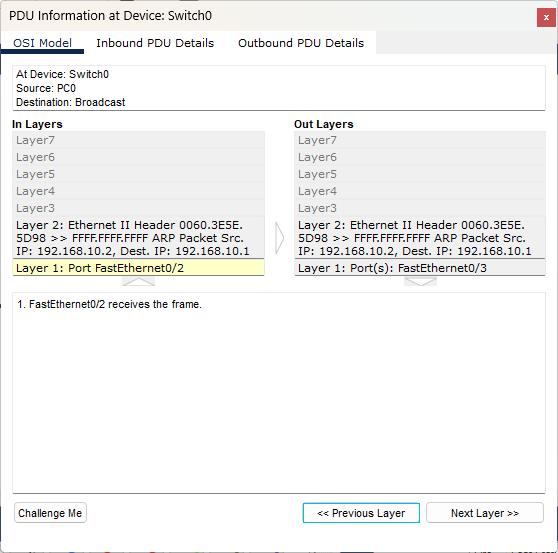 PDU Information at Device: Switch0
x
OSI Model Inbound PDU Details Outbound PDU Details
At Device: Switch0
Source: PC0
Destination: Broadcast
In Layers
Layer7
Layer6
Layer5
Layer4
Layer3
Layer 2: Ethernet II Header 0060.3E5E.
5D98 >> FFFF.FFFF.FFFF ARP Packet Src.
IP: 192.168.10.2, Dest. IP: 192.168.10.1
Layer 1: Port FastEthernet0/2
Out Layers
Layer7
Layer6
Layer5
Layer4
Layer3
Layer 2: Ethernet II Header 0060.3E5E.
5D98 >> FFFF.FFFF.FFFF ARP Packet Src.
IP: 192.168.10.2, Dest. IP: 192.168.10.1
Layer 1: Port(s): FastEthernet0/3
1. FastEthernet0/2 receives the frame.
Challenge Me << Previous Layer Next Layer >>